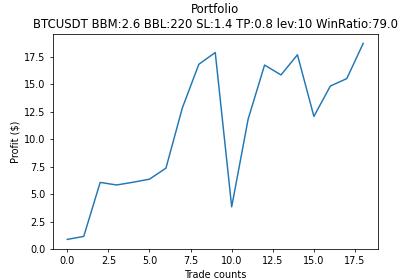 Portfolio
BTCUSDT BBM:2.6 BBL:220 SL:1.4 TP:0.8 lev:10 WinRatio:79.0
Profit ($)
17.5
15.0
12.5
10.0
7.5
5.0
2.5
0.0
0.0 2.5 5.0 7.5 10.0 12.5 15.0 17.5
Trade counts